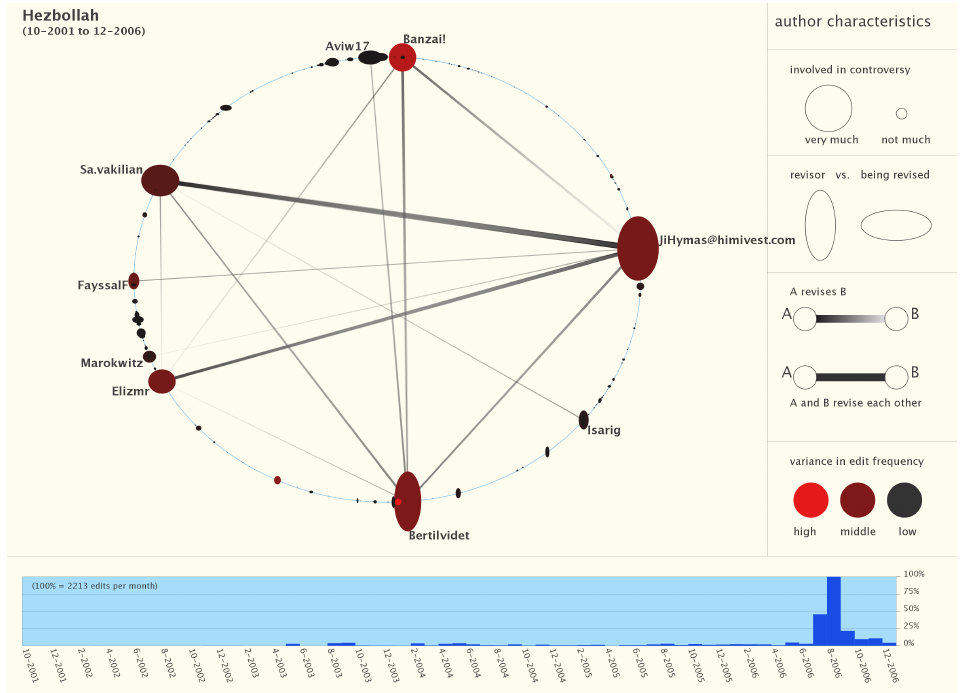 Hezbollah
(10-2001 to 12-2006)
Aviw17
Banzai!
Sa.vakilian
JiHymas@himivest.com
FayssalF
Marokwitz
Elizmr
Isarig
Bertilvidet
author characteristics
involved in controversy
very much
not much
revisor vs. being revised
A revises B
A
B
A
B
A and B revise each other
variance in edit frequency
high
middle
low
(100% = 2213 edits per month)
100%
75%
50%
25%
0%
10-2001
12-2001
2-2002
4-2002
6-2002
8-2002
10-2002
12-2002
2-2003
4-2003
6-2003
8-2003
10-2003
12-2003
2-2004
4-2004
6-2004
8-2004
10-2004
12-2004
2-2005
4-2005
6-2005
8-2005
10-2005
12-2005
2-2006
4-2006
6-2006
8-2006
10-2006
12-2006